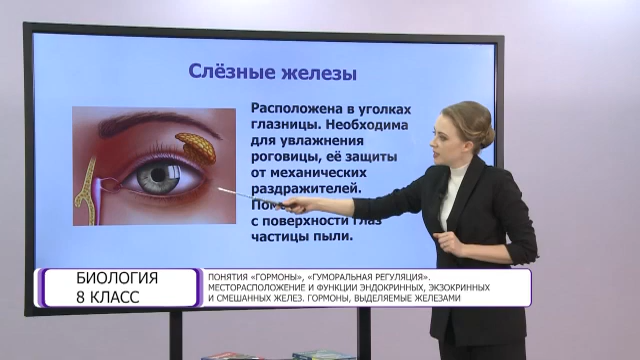 Слёзные железы
Расположена в уголках
глазницы. Необходима
для увлажнения
роговицы, её защиты
от механических
раздражителей.
с поверхности глаз
частицы пыли.
БИОЛОГИЯ
8 КЛАСС
ПОНЯТИЯ «ГОРМОНЫ», «ГУМОРАЛЬНАЯ РЕГУЛЯЦИЯ».
МЕСТОРАСПОЛОЖЕНИЕ И ФУНКЦИИ ЭНДОКРИННЫХ, ЭКЗОКРИННЫХ
И СМЕШАННЫХ ЖЕЛЕЗ. ГОРМОНЫ, ВЫДЕЛЯЕМЫЕ ЖЕЛЕЗАМИ